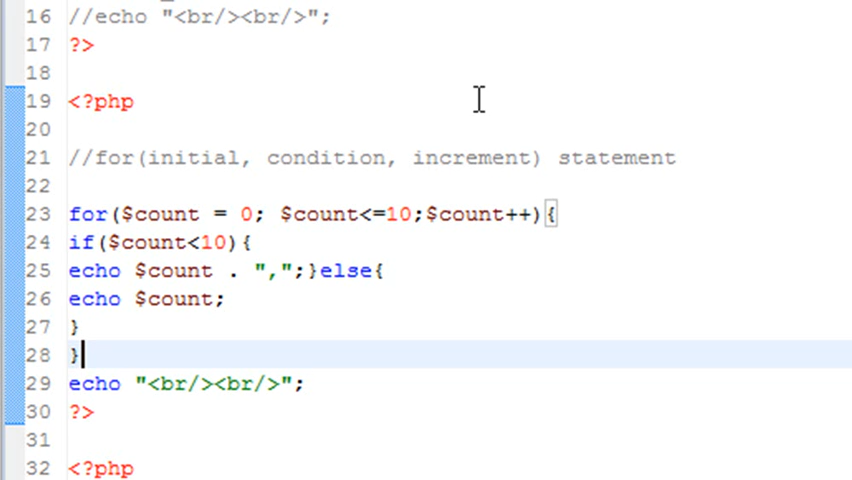 16 //echo "<br/><br/>";
17 ?>
18
19 <?php
20
21 //for(initial, condition, increment) statement
22
23 for($count = 0; $count<=10;$count++){
24 if($count<10){
25 echo $count . ",";}else{
26 echo $count;
27 }
28 }
29 echo "<br/><br/>";
30 ?>
31
32 <?php